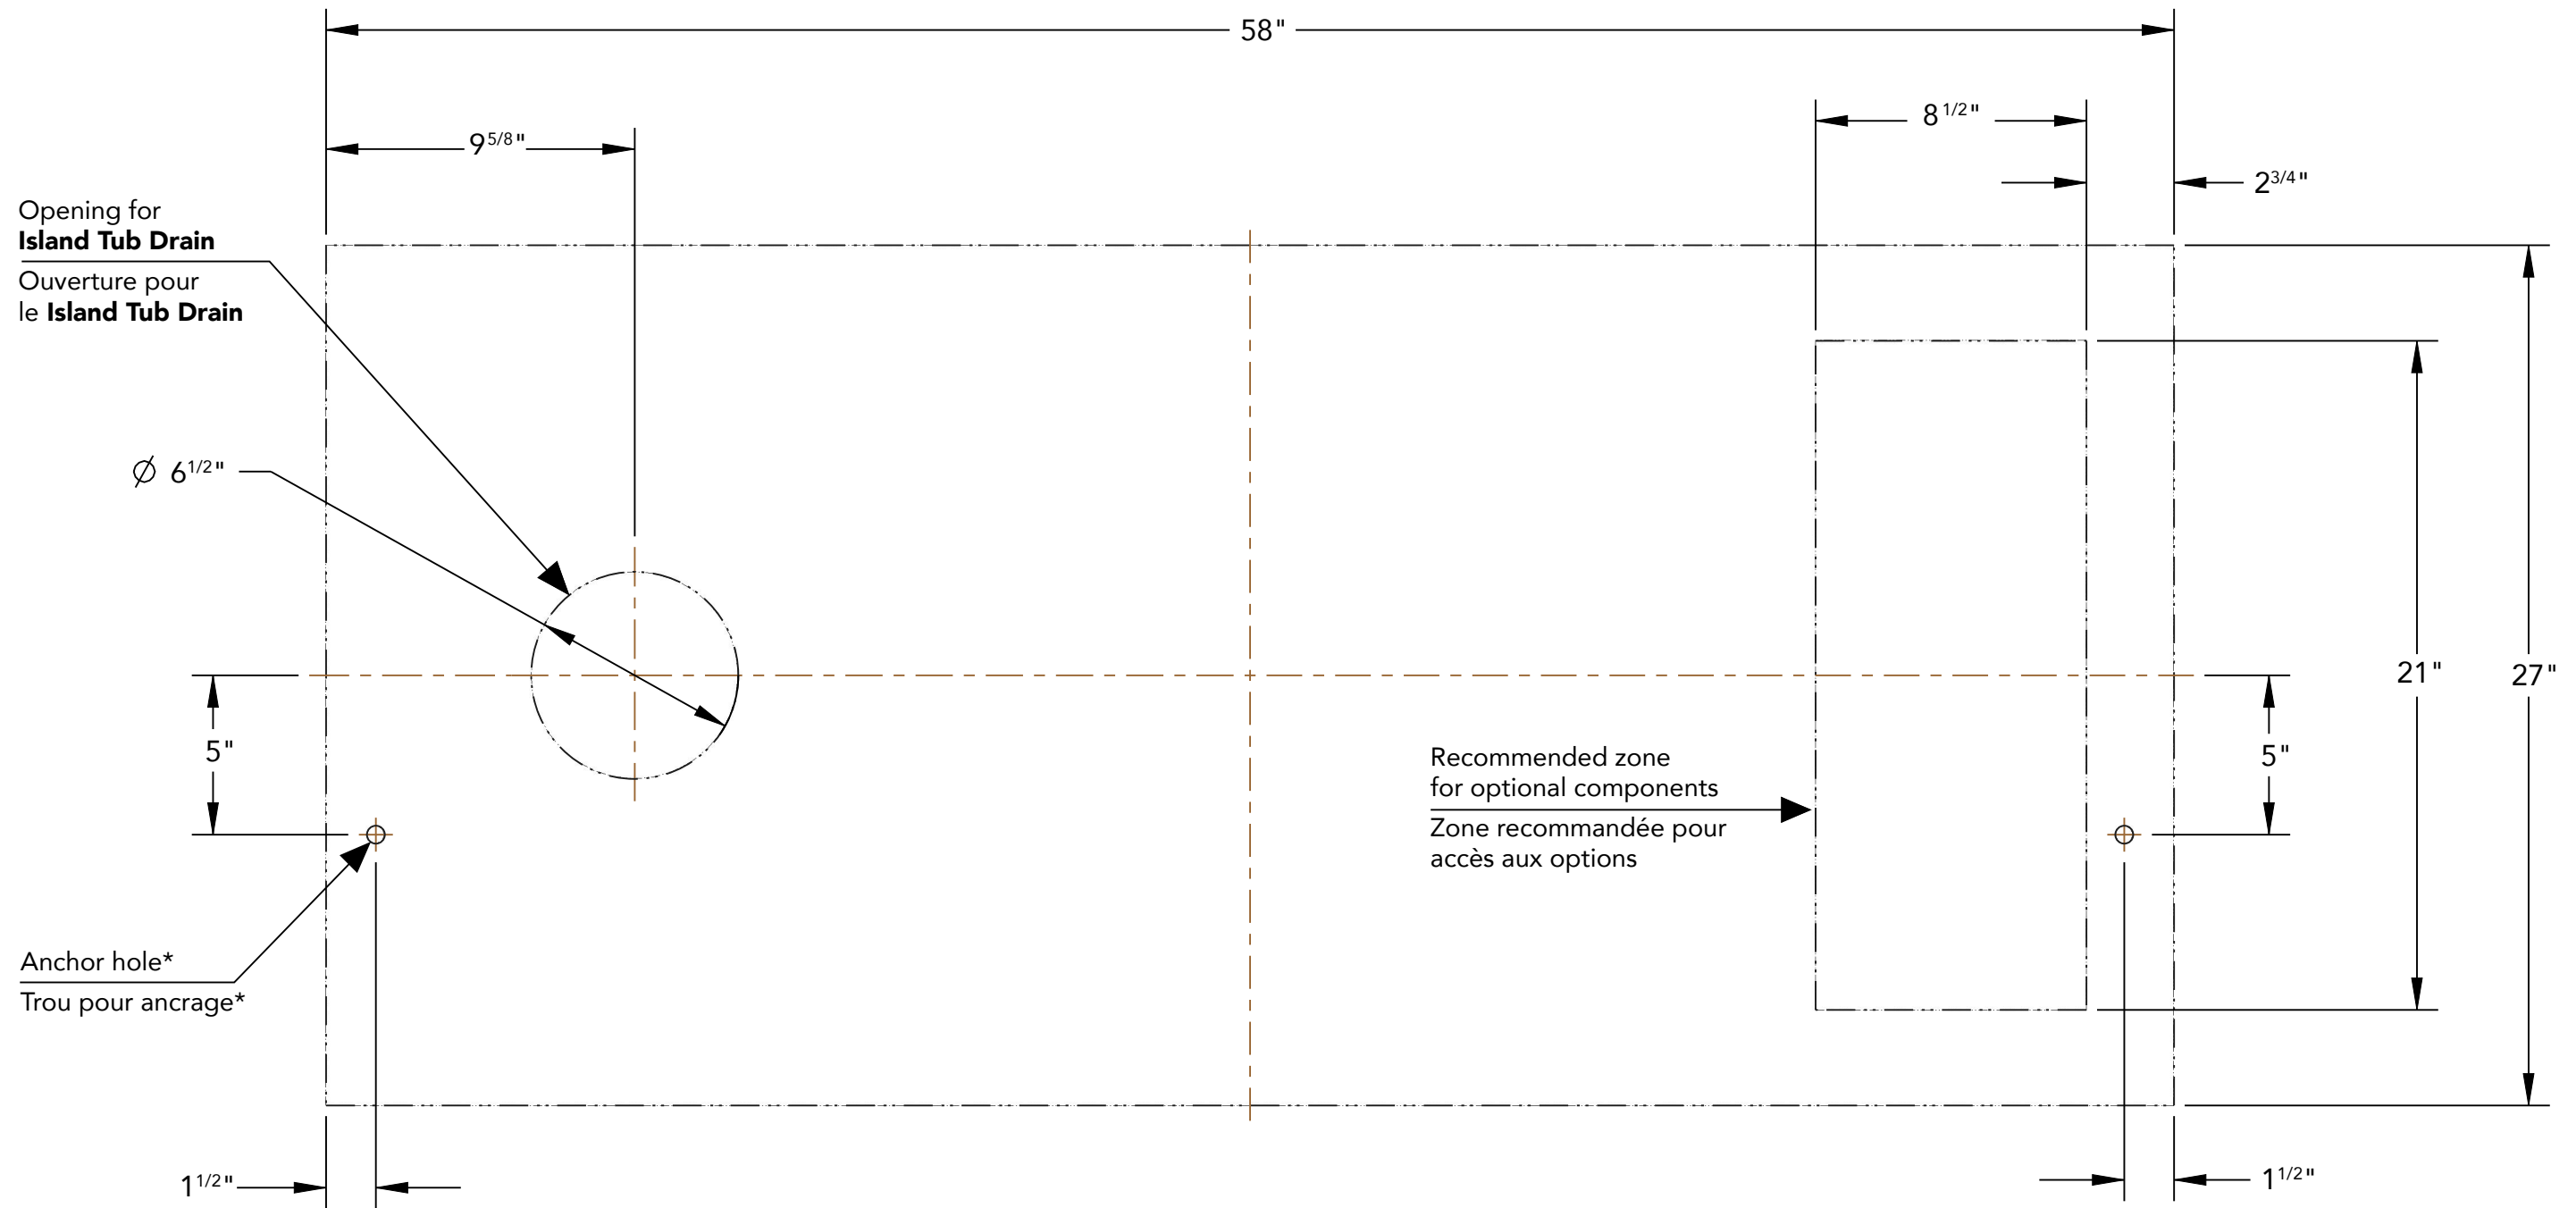 58"
8 1/2"
9 5/8"
2 3/4"
Opening for
Island Tub Drain
Ouverture pour
le Island Tub Drain
Ø 6 1/2"
21"
27"
5"
5"
Recommended zone
for optional components
Zone recommandée pour
accès aux options
Anchor hole*
Trou pour ancrage*
1 1/2"
1 1/2"